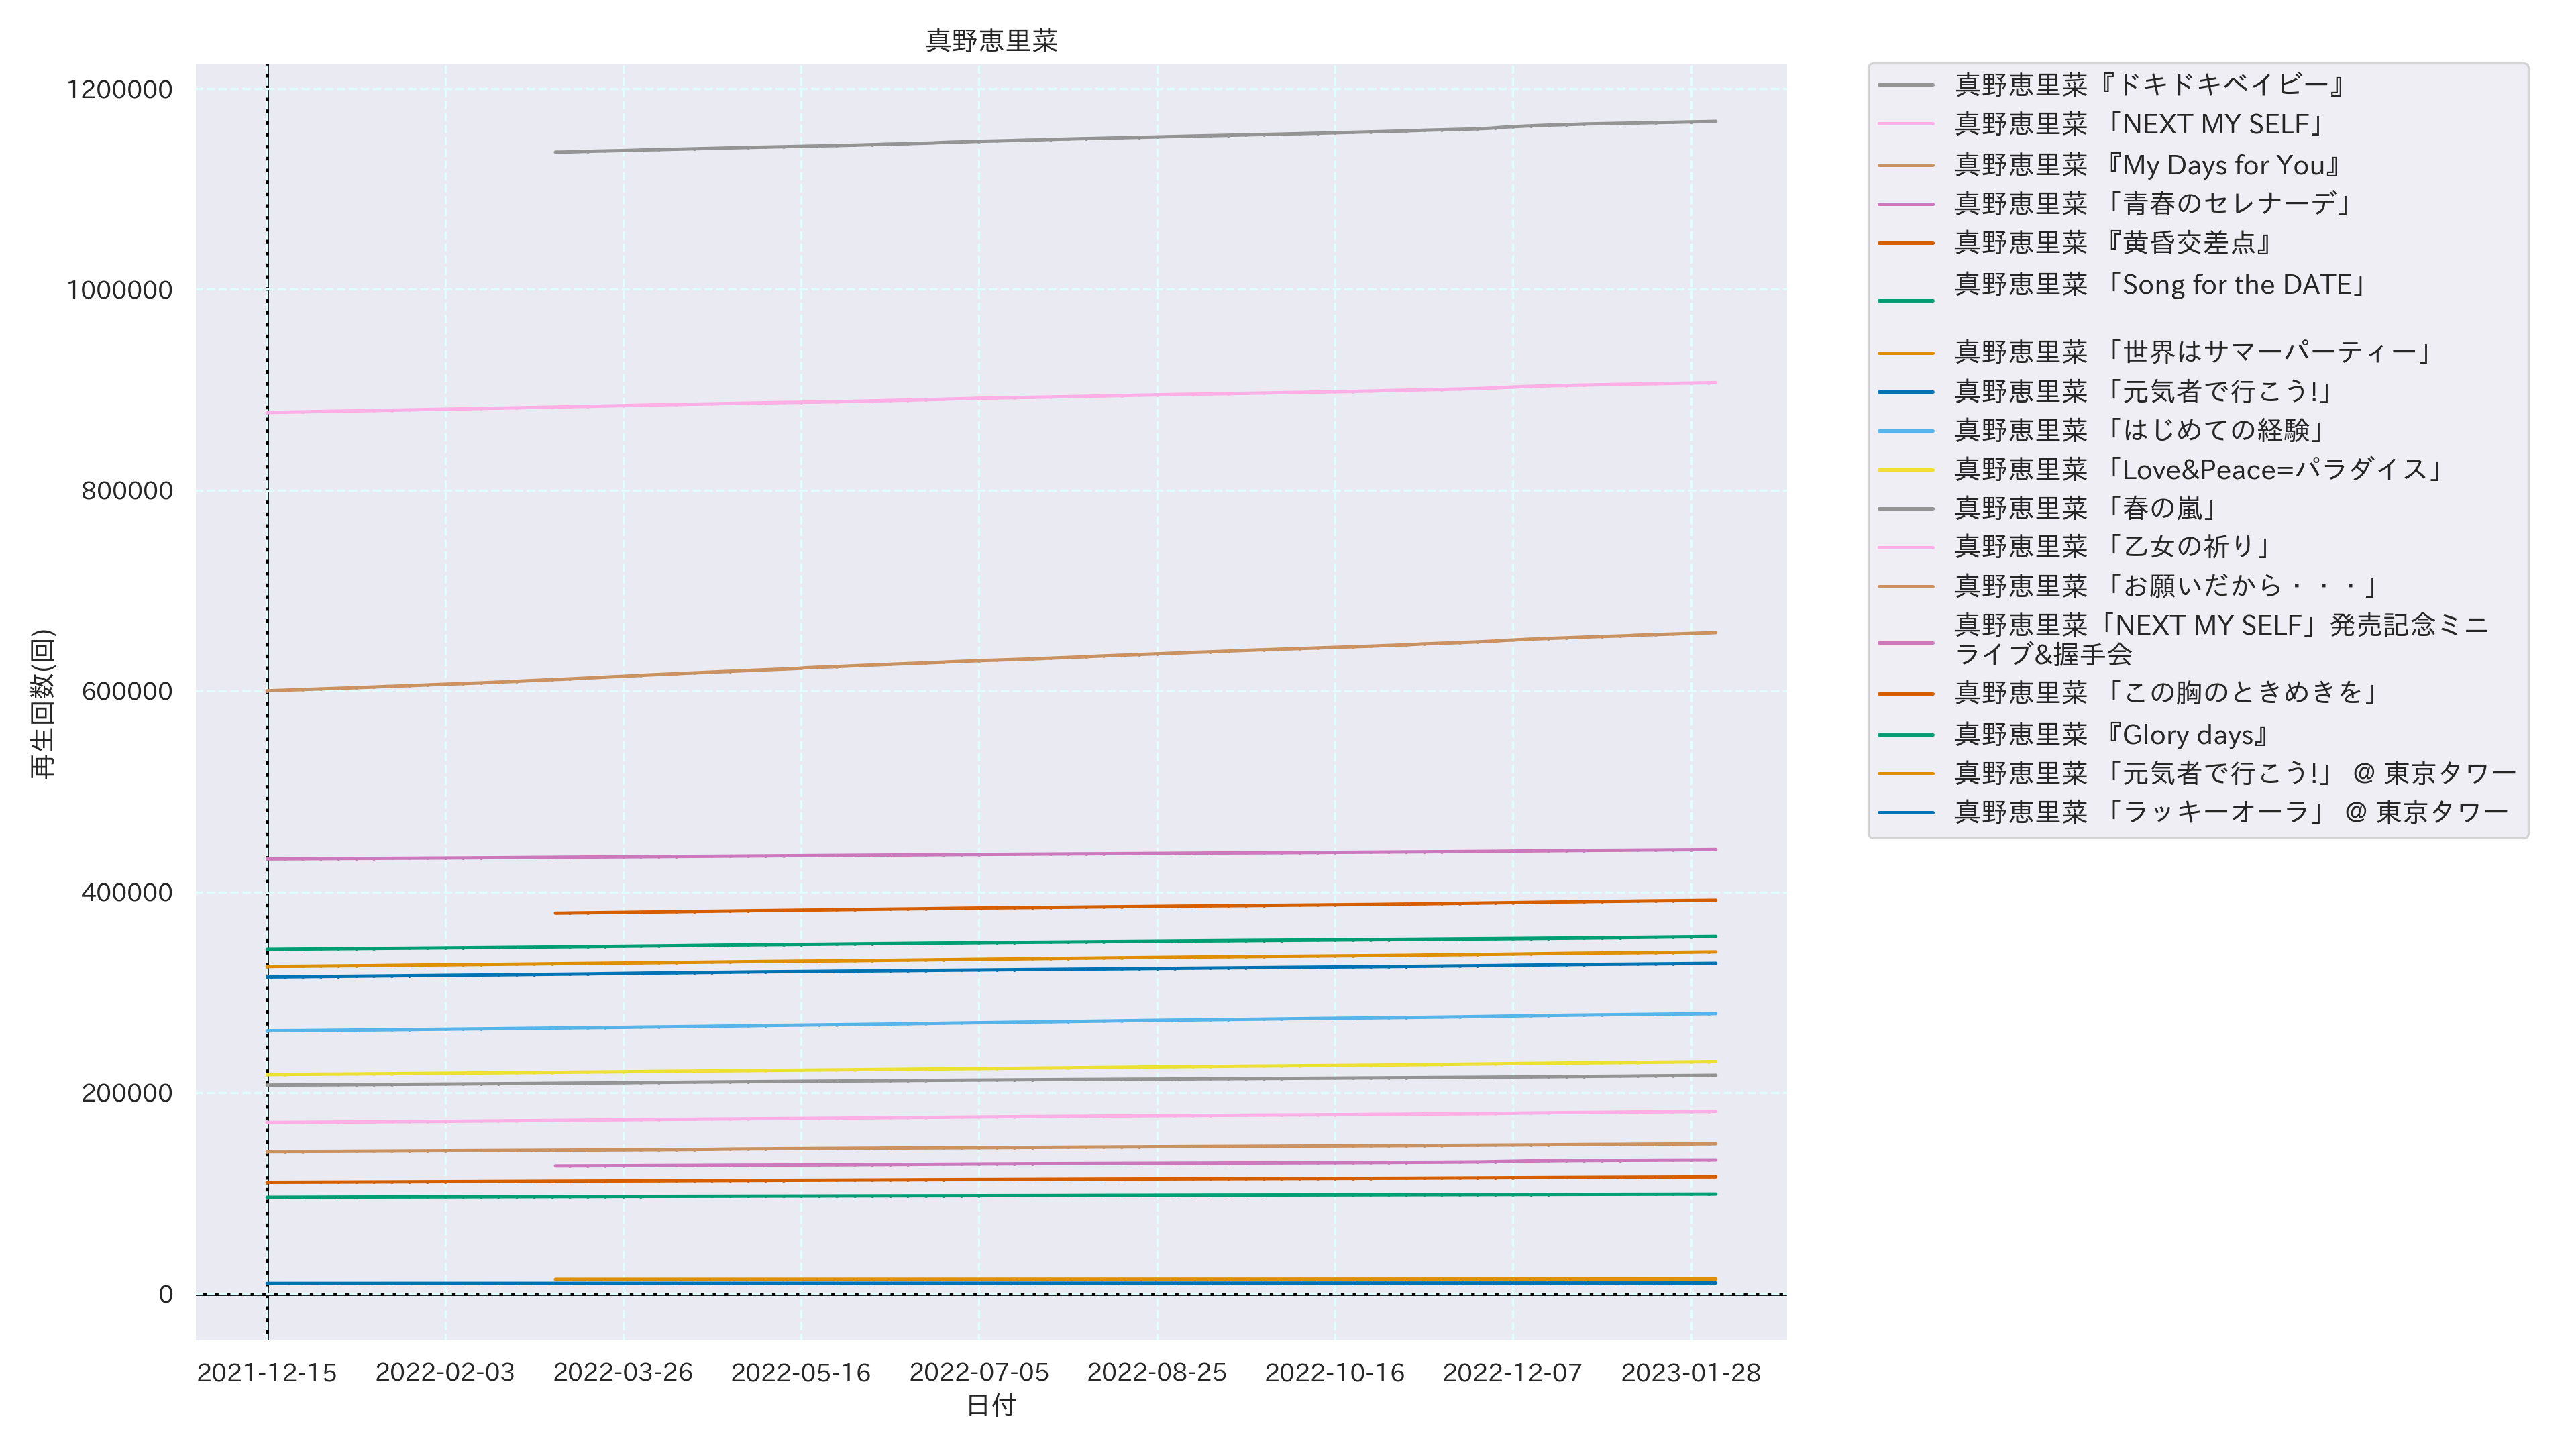 真野恵里菜
1200000
1000000
800000
600000
400000
200000
0
再生回数(回)
2021-12-15
2022-02-03
2022-03-26
2022-05-16
2022-07-05
2022-08-25
2022-10-16
2022-12-07
2023-01-28
日付
真野恵里菜『ドキドキベイビー』
真野恵里菜 「NEXT MY SELF」
真野恵里菜 『My Days for You』
真野恵里菜 「青春のセレナーデ」
真野恵里菜 『黄昏交差点』
真野恵里菜 「Song for the DATE」
真野恵里菜 「世界はサマーパーティー」
真野恵里菜 「元気者で行こう!」
真野恵里菜 「はじめての経験」
真野恵里菜 「Love&Peace=パラダイス」
真野恵里菜 「春の嵐」
真野恵里菜 「乙女の祈り」
真野恵里菜 「お願いだから・・・」
真野恵里菜「NEXT MY SELF」発売記念ミニ
ライブ&握手会
真野恵里菜 「この胸のときめきを」
真野恵里菜 『Glory days』
真野恵里菜 「元気者で行こう!」 @ 東京タワー
真野恵里菜 「ラッキーオーラ」 @ 東京タワー